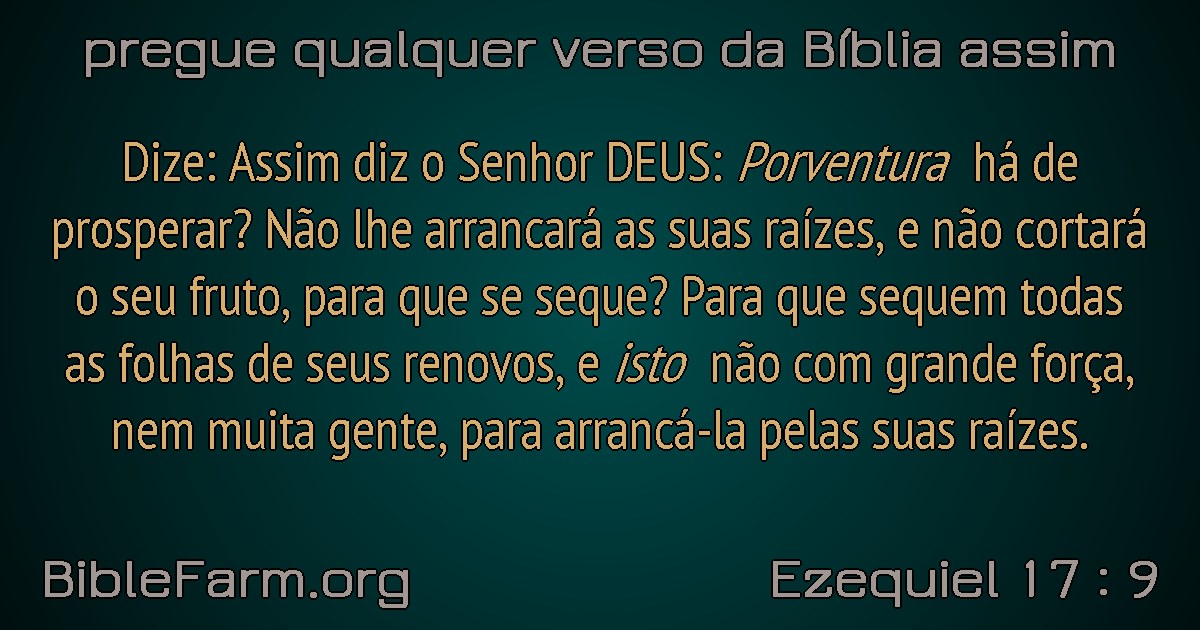 pregue qualquer verso da Bíblia assim
Dize: Assim diz o Senhor DEUS: Porventura há de
prosperar? Não lhe arrancará as suas raízes, e não cortará
o seu fruto, para que se seque? Para que sequem todas
as folhas de seus renovos, e isto não com grande força,
nem muita gente, para arrancá-la pelas suas raízes.
BibleFarm.org
Ezequiel 17 : 9